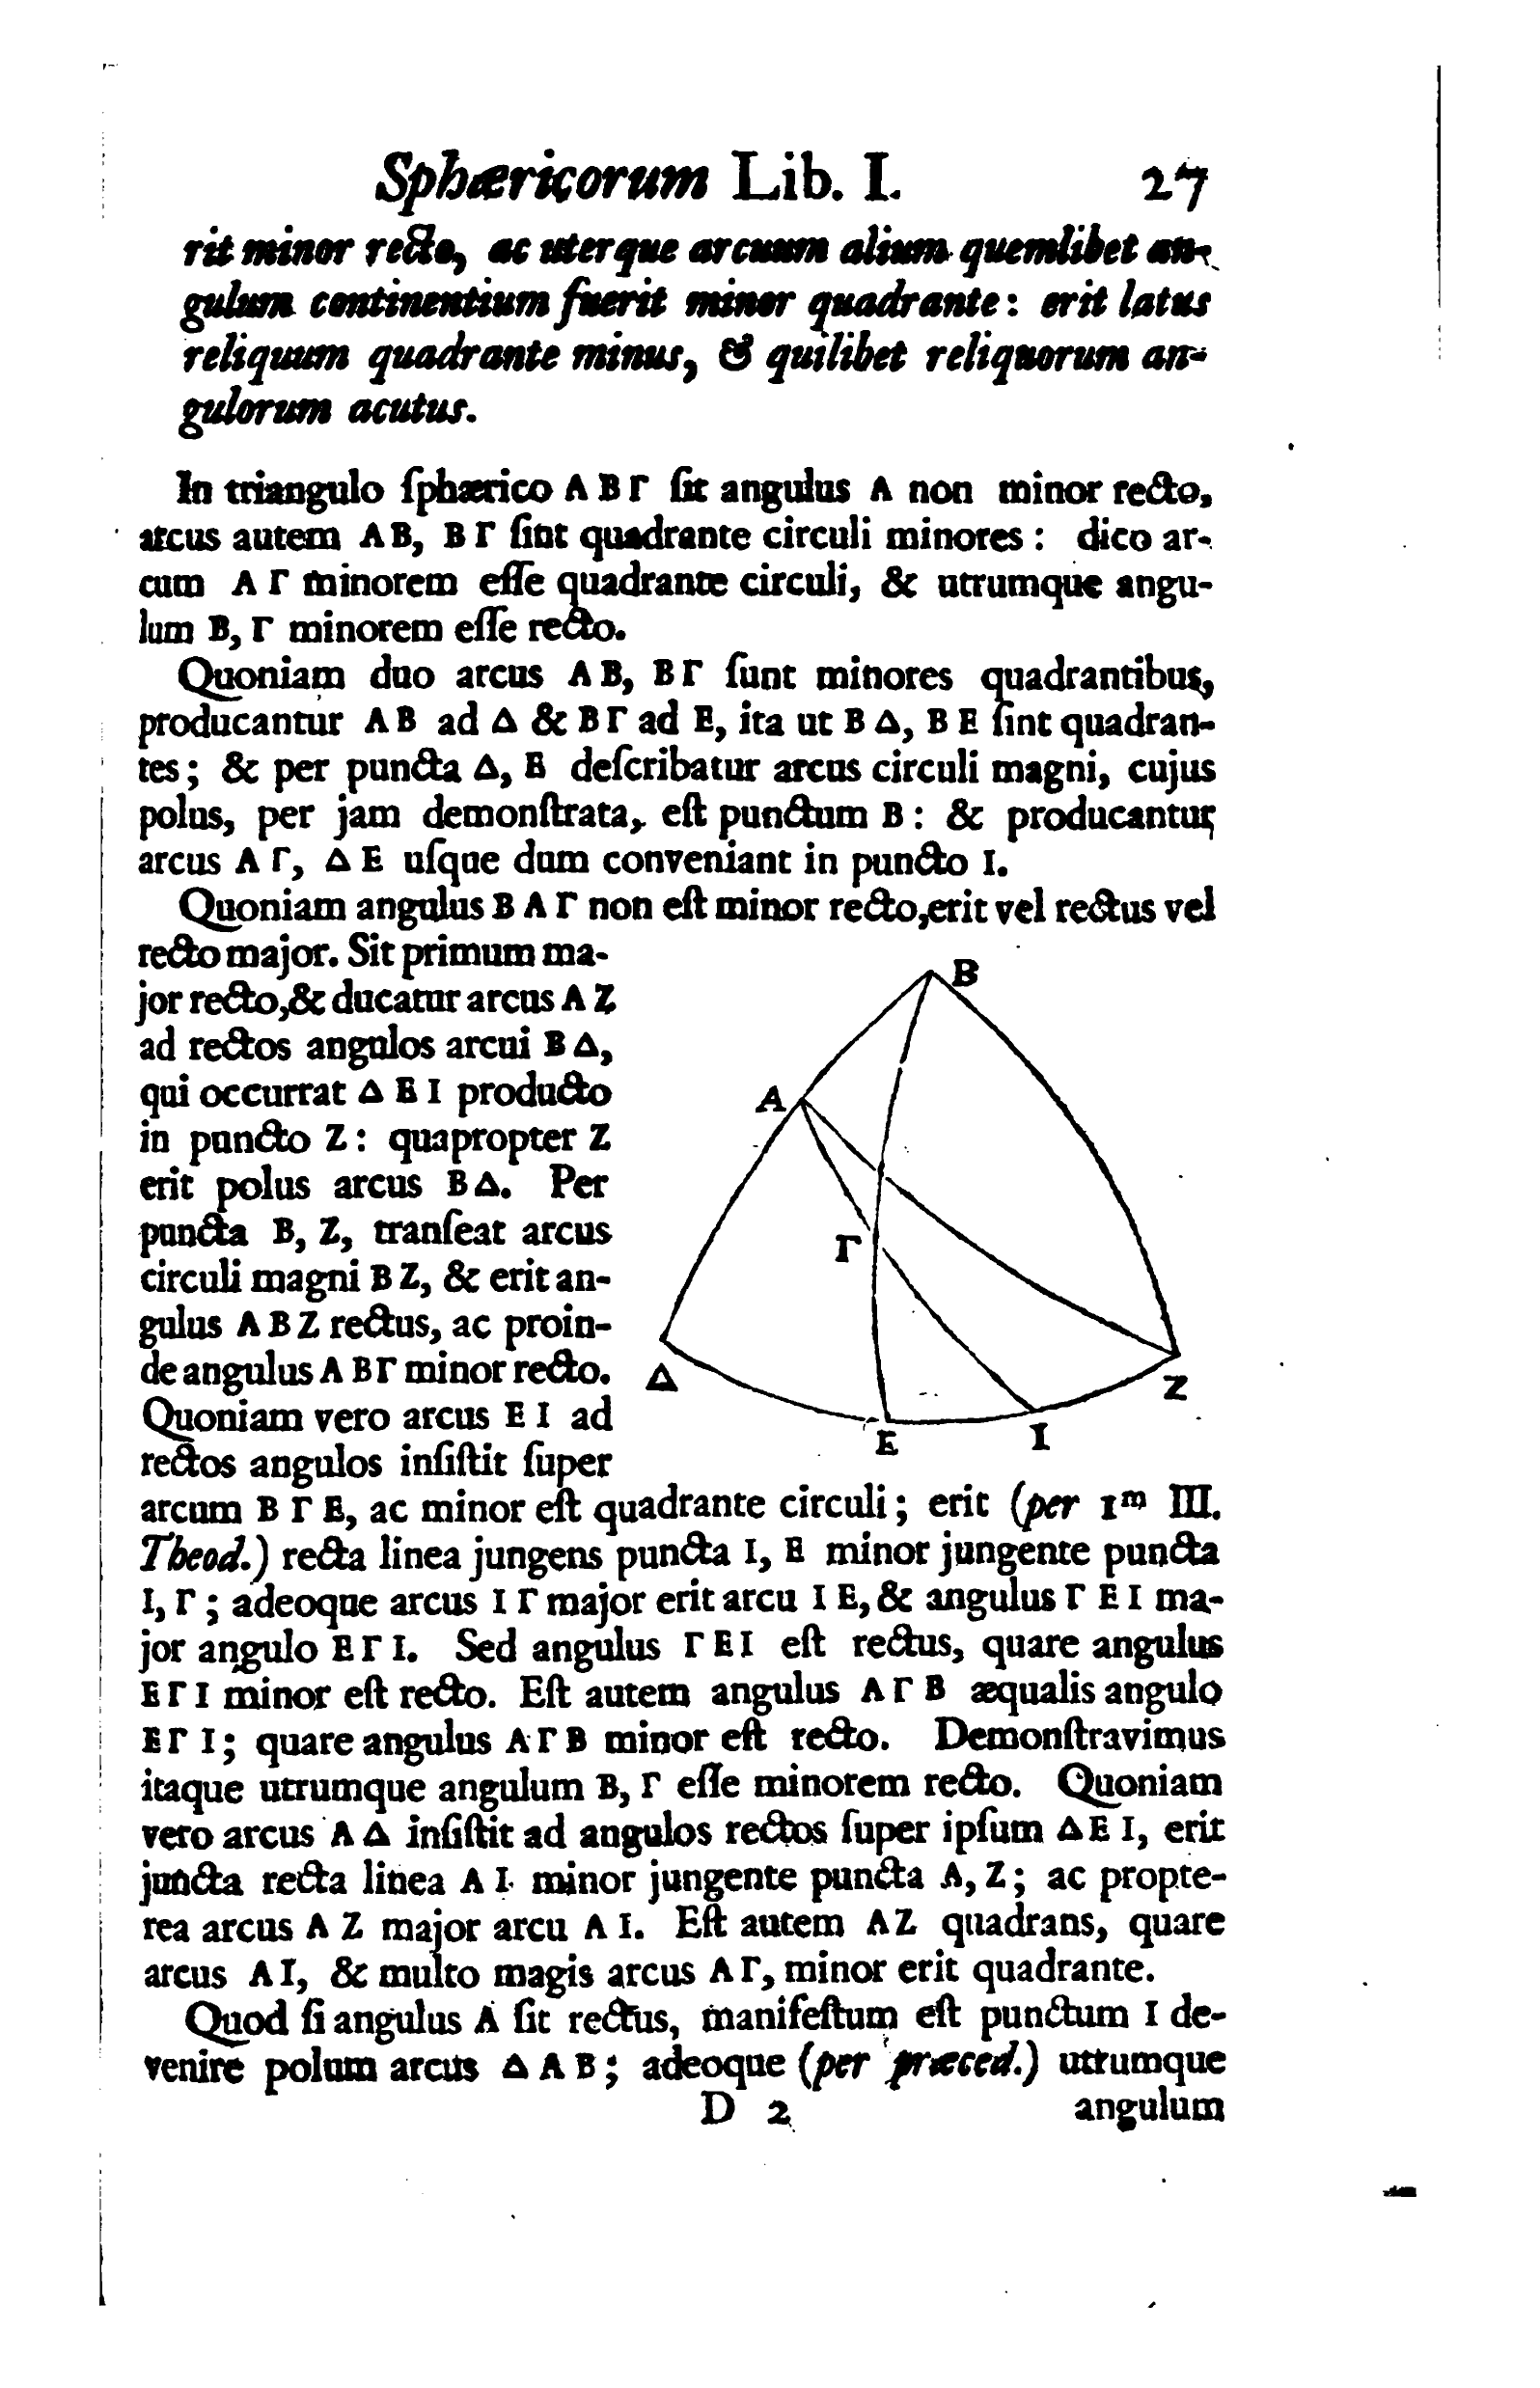 Sphæricorum Lib. I. 27
rit minor recto, ac uterque arcuum alium quemlibet an-
gulum continentium fuerit minor quadrante: erit latus
reliquum quadrante minus, & quilibet reliquorum an-
gulorum acutus.
In triangulo ſphærico Α Β Γ ſit angulus Α non minor recto,
arcus autem Α Β, Β Γ ſint quadrante circuli minores: dico ar-
cum Α Γ minorem eſſe quadrante circuli, & utrumque angu-
lum Β, Γ minorem eſſe recto.
Quoniam duo arcus Α Β, Β Γ ſunt minores quadrantibus,
producantur Α Β ad Δ & Β Γ ad Ε, ita ut Β Δ, Β Ε ſint quadran-
tes; & per puncta Δ, Ε deſcribatur arcus circuli magni, cujus
polus, per jam demonſtrata, eſt punctum Β: & producantur
arcus Α Γ, Δ Ε uſque dum conveniant in puncto Ι.
Quoniam angulus Β Α Γ non eſt minor recto, erit vel rectus vel
recto major. Sit primum ma-
jor recto, & ducatur arcus Α Ζ
ad rectos angulos arcui Β Δ,
qui occurrat Δ Ε Ι producto
in puncto Ζ: quapropter Ζ
erit polus arcus Β Δ. Per
puncta Β, Ζ, tranſeat arcus
circuli magni Β Ζ, & erit an-
gulus Α Β Ζ rectus, ac proin-
de angulus Α Β Γ minor recto.
Quoniam vero arcus Ε Ι ad
rectos angulos inſiſtit ſuper
Β
Α
Γ
Δ
Ζ
Ε
Ι
arcum Β Γ Ε, ac minor eſt quadrante circuli; erit (per 1ᵐ III.
Theod.) recta linea jungens puncta Ι, Ε minor jungente puncta
Ι, Γ; adeoque arcus Ι Γ major erit arcu Ι Ε, & angulus Γ Ε Ι ma-
jor angulo Ε Γ Ι. Sed angulus Γ Ε Ι eſt rectus, quare angulus
Ε Γ Ι minor eſt recto. Eſt autem angulus Α Γ Β æqualis angulo
Ε Γ Ι; quare angulus Α Γ Β minor eſt recto. Demonſtravimus
itaque utrumque angulum Β, Γ eſſe minorem recto. Quoniam
vero arcus Α Δ inſiſtit ad angulos rectos ſuper ipſum Δ Ε Ι, erit
juncta recta linea Α Ι minor jungente puncta Α, Ζ; ac propte-
rea arcus Α Ζ major arcu Α Ι. Eſt autem Α Ζ quadrans, quare
arcus Α Ι, & multo magis arcus Α Γ, minor erit quadrante.
Quod ſi angulus Α ſit rectus, manifeſtum eſt punctum Ι de-
venire polum arcus Δ Α Β; adeoque (per præced.) utrumque
D 2 angulum